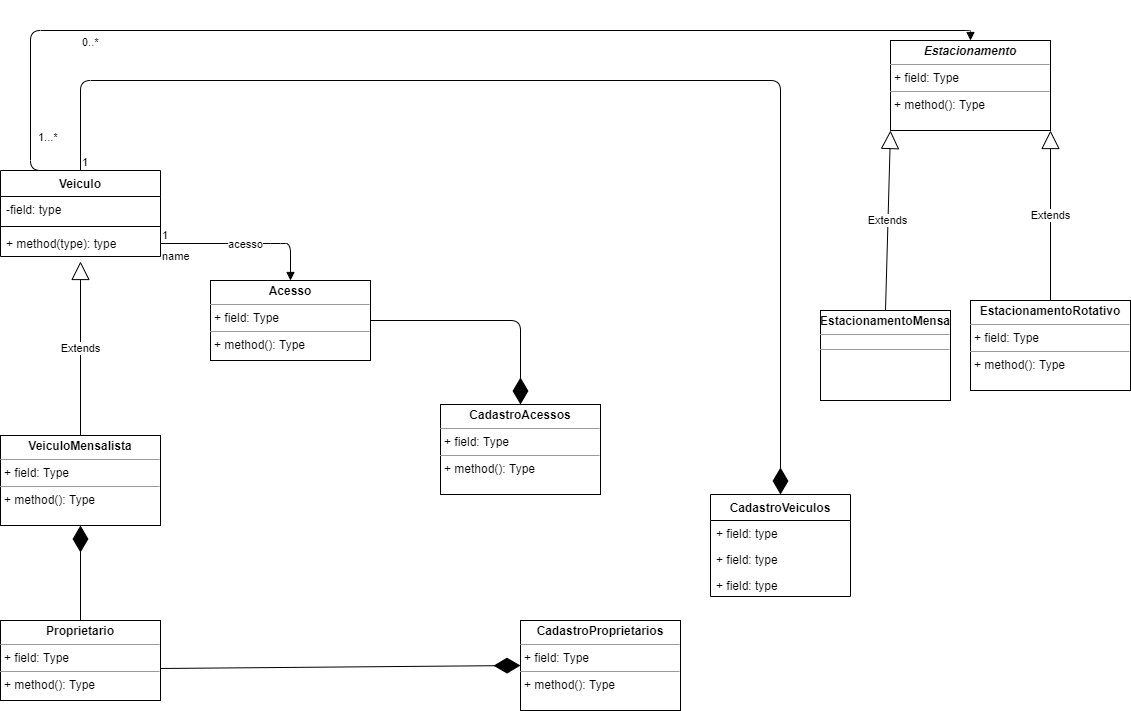 0..*
Estacionamento
+ field: Type
+ method(): Type
1...*
1
Veiculo
-field: type
+ method(type): type
1
name
acesso
Extends
Extends
Acesso
+ field: Type
+ method(): Type
EstacionamentoMensa
EstacionamentoRotativo
+ field: Type
+ method(): Type
Extends
CadastroAcessos
+ field: Type
+ method(): Type
VeiculoMensalista
+ field: Type
+ method(): Type
CadastroVeiculos
+ field: type
+ field: type
+ field: type
Proprietario
+ field: Type
+ method(): Type
CadastroProprietarios
+ field: Type
+ method(): Type